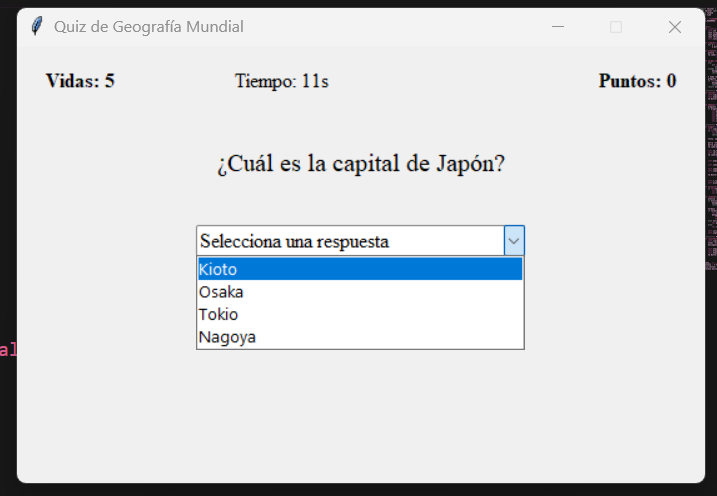 Quiz de Geografía Mundial
Vidas: 5 Tiempo: 11s Puntos: 0
¿Cuál es la capital de Japón?
Selecciona una respuesta
Kioto
Osaka
Tokio
Nagoya
al